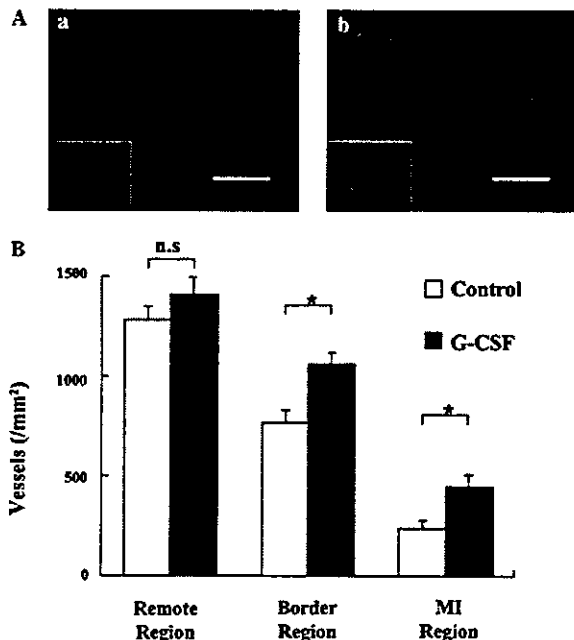 A
a
b
B
n.s
1500
*
Control
G-CSF
1000
*
Vessels (/mm²)
500
0
Remote Region
Border Region
MI Region